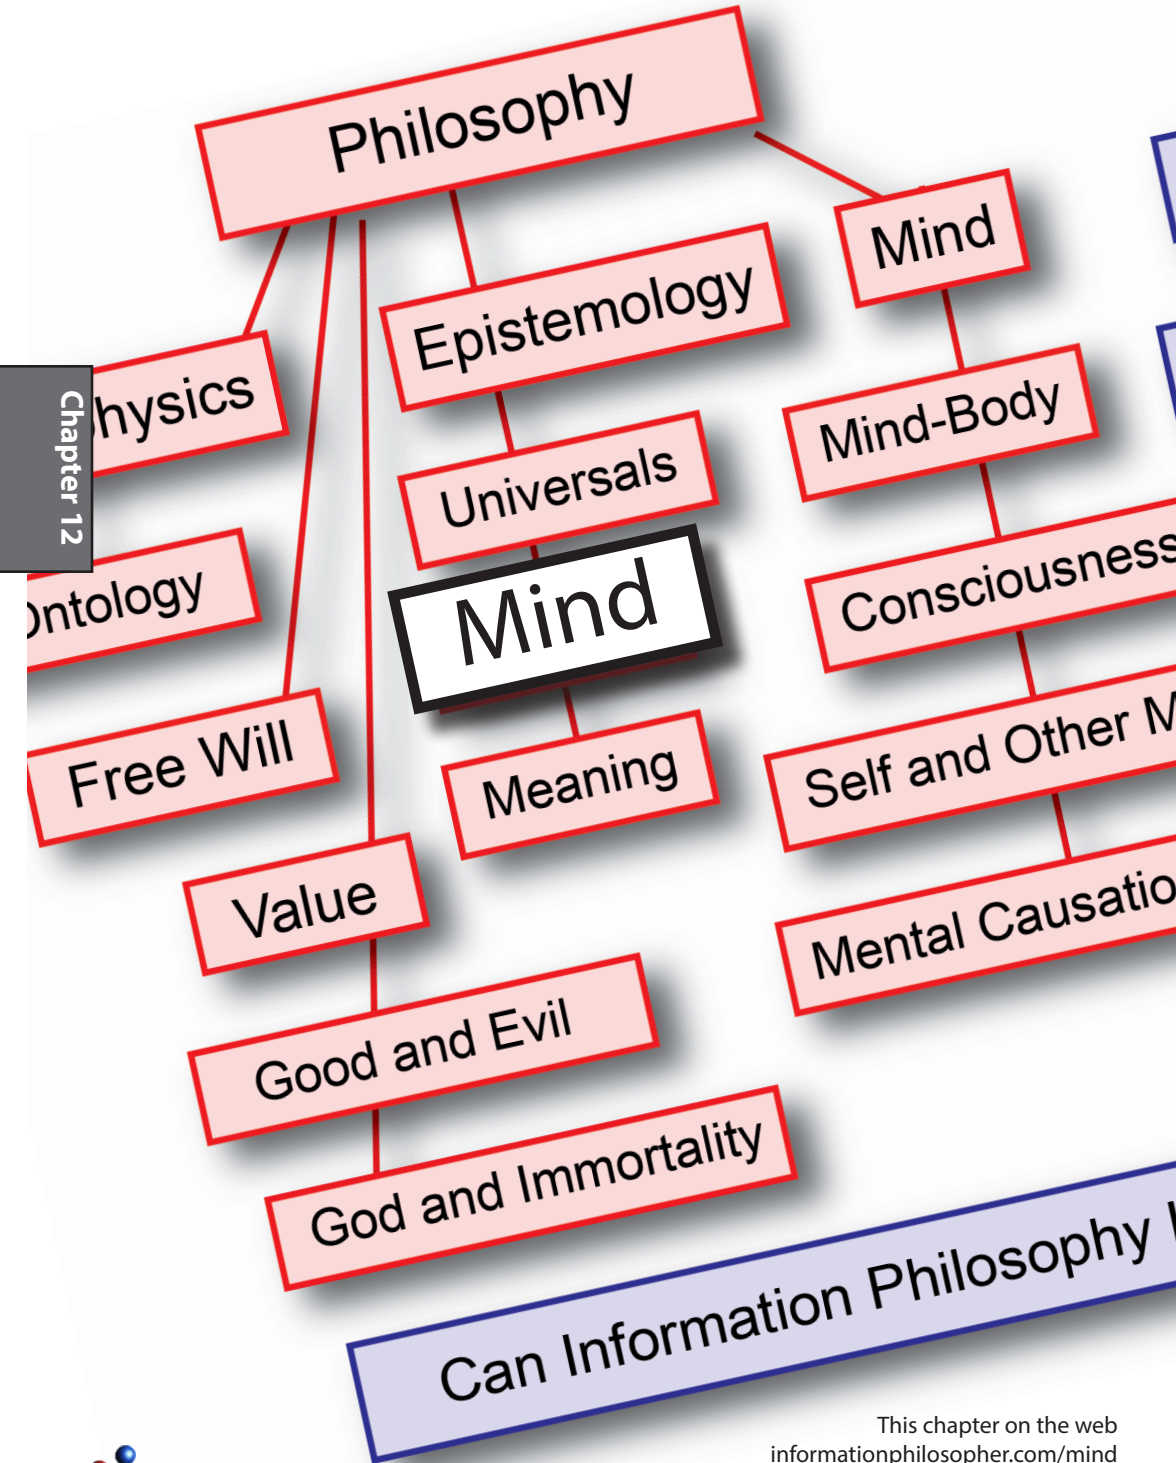 Philosophy
Mind
Epistemology
Mind-Body
hysics
Universals
Chapter 12
Consciousness
Mind
Ontology
Self and Other M
Free Will
Meaning
Mental Causatio
Value
Good and Evil
God and Immortality
Can Information Philosophy
This chapter on the web
informationphilosopher.com/mind